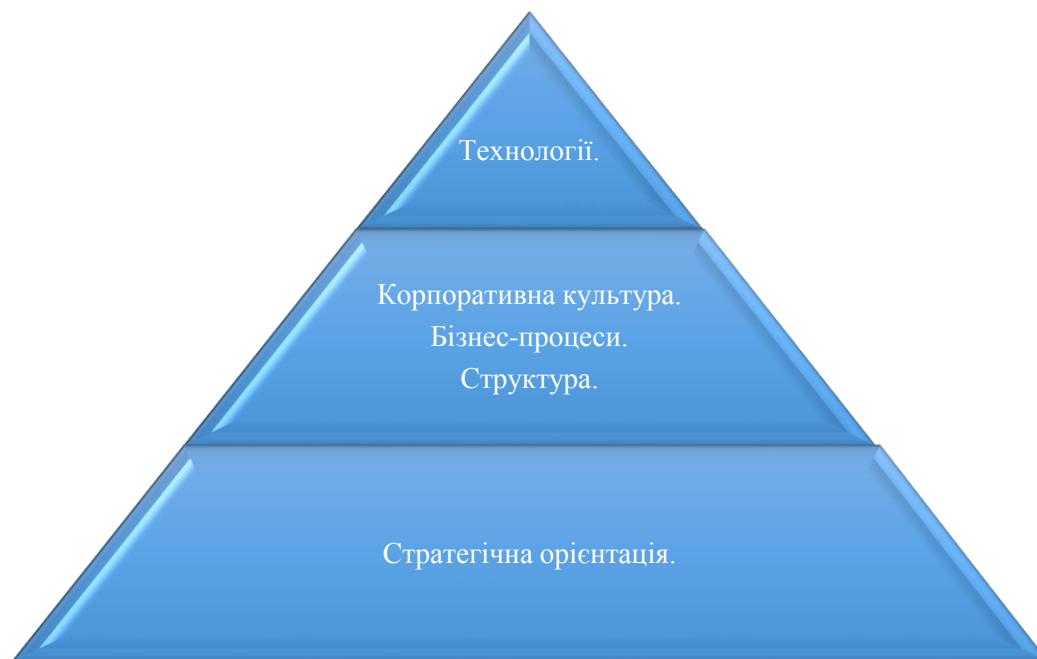 Технології.
Корпоративна культура.
Бізнес-процеси.
Структура.
Стратегічна орієнтація.